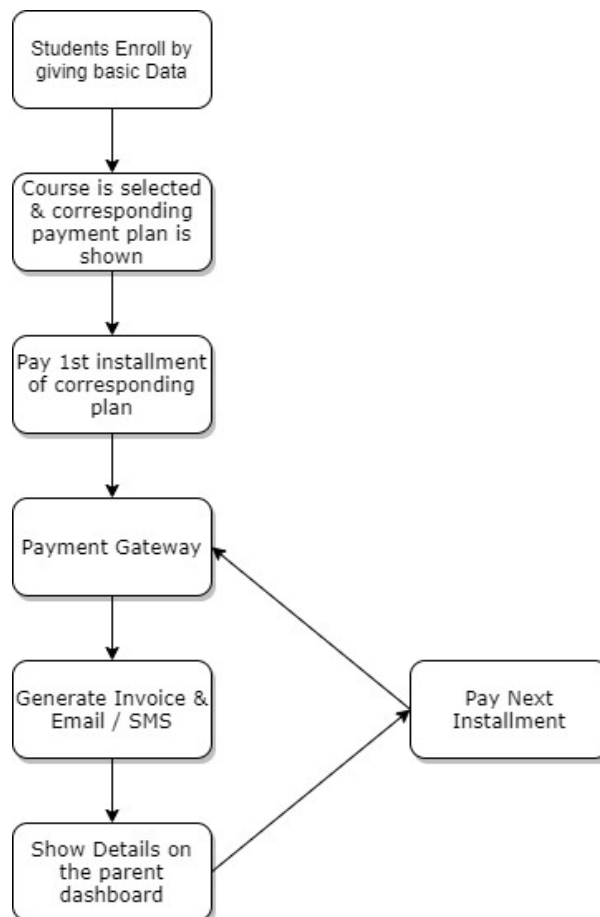 Students Enroll by
giving basic Data
Course is selected
& corresponding
payment plan is
shown
Pay 1st installment
of corresponding
plan
Payment Gateway
Generate Invoice &
Email / SMS
Pay Next
Installment
Show Details on
the parent
dashboard